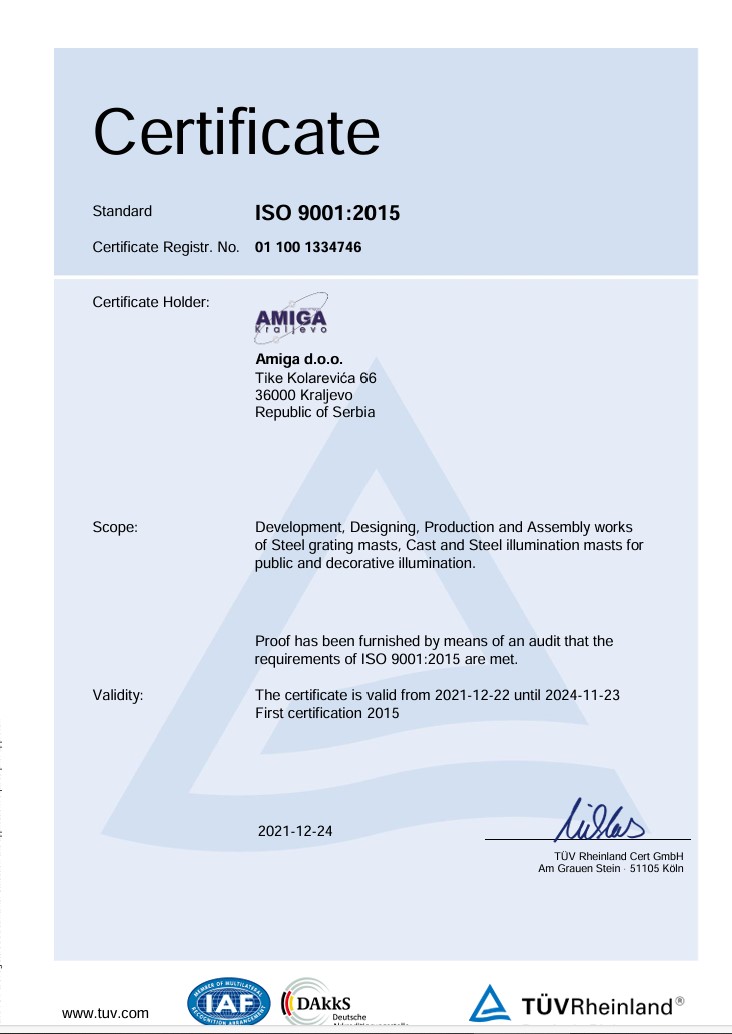 Certificate
Standard ISO 9001:2015
Certificate Registr. No. 01 100 1334746
Certificate Holder:
AMIGA
Kraljevo
Amiga d.o.o.
Tike Kolarevića 66
36000 Kraljevo
Republic of Serbia
Scope: Development, Designing, Production and Assembly works
of Steel grating masts, Cast and Steel illumination masts for
public and decorative illumination.
Proof has been furnished by means of an audit that the
requirements of ISO 9001:2015 are met.
Validity: The certificate is valid from 2021-12-22 until 2024-11-23
First certification 2015
2021-12-24
TÜV Rheinland Cert GmbH
Am Grauen Stein · 51105 Köln
www.tuv.com
MEMBER OF MULTILATERAL
IAF
RECOGNITION ARRANGEMENT
DAkkS
Deutsche
TÜVRheinland®